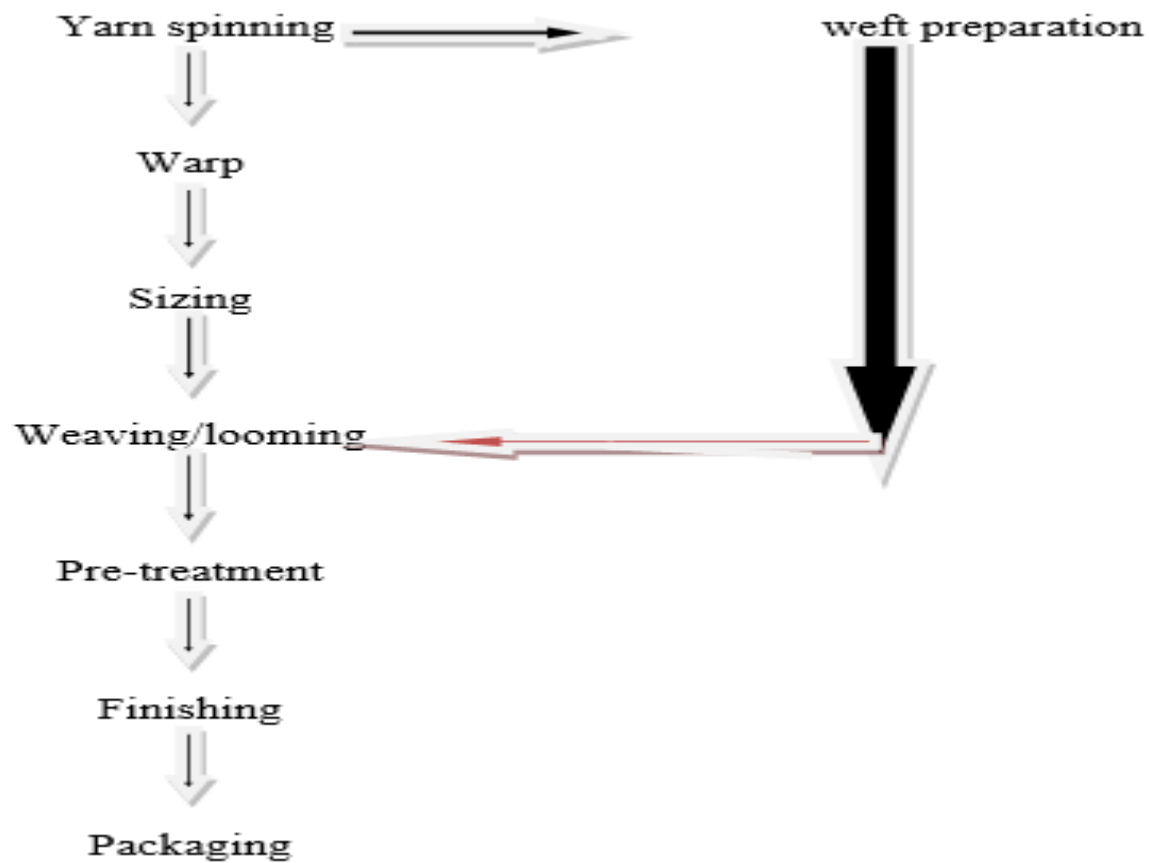 Yarn spinning
weft preparation
Warp
Sizing
Weaving/looming
Pre-treatment
Finishing
Packaging